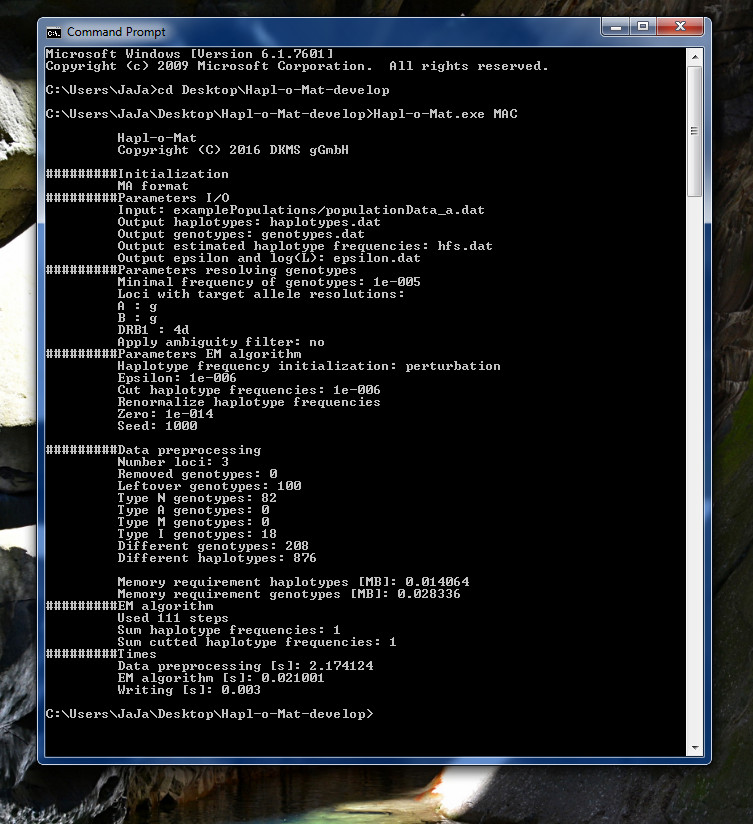 Command Prompt
Microsoft Windows [Version 6.1.7601]
Copyright (c) 2009 Microsoft Corporation.  All rights reserved.
C:\Users\JaJa>cd Desktop\Hapl-o-Mat-develop
C:\Users\JaJa\Desktop\Hapl-o-Mat-develop>Hapl-o-Mat.exe MAC
Hapl-o-Mat
Copyright (C) 2016 DKMS gGmbH
#########Initialization
MA format
#########Parameters I/O
Input: examplePopulations/populationData_a.dat
Output haplotypes: haplotypes.dat
Output genotypes: genotypes.dat
Output estimated haplotype frequencies: hfs.dat
Output epsilon and log(L): epsilon.dat
#########Parameters resolving genotypes
Minimal frequency of genotypes: 1e-005
Loci with target allele resolutions:
A : g
B : g
DRB1 : 4d
Apply ambiguity filter: no
#########Parameters EM algorithm
Haplotype frequency initialization: perturbation
Epsilon: 1e-006
Cut haplotype frequencies: 1e-006
Renormalize haplotype frequencies
Zero: 1e-014
Seed: 1000
#########Data preprocessing
Number loci: 3
Removed genotypes: 0
Leftover genotypes: 100
Type N genotypes: 82
Type A genotypes: 0
Type M genotypes: 0
Type I genotypes: 18
Different genotypes: 208
Different haplotypes: 876
Memory requirement haplotypes [MB]: 0.014064
Memory requirement genotypes [MB]: 0.028336
#########EM algorithm
Used 111 steps
Sum haplotype frequencies: 1
Sum cutted haplotype frequencies: 1
#########Times
Data preprocessing [s]: 2.174124
EM algorithm [s]: 0.021001
Writing [s]: 0.003
C:\Users\JaJa\Desktop\Hapl-o-Mat-develop>